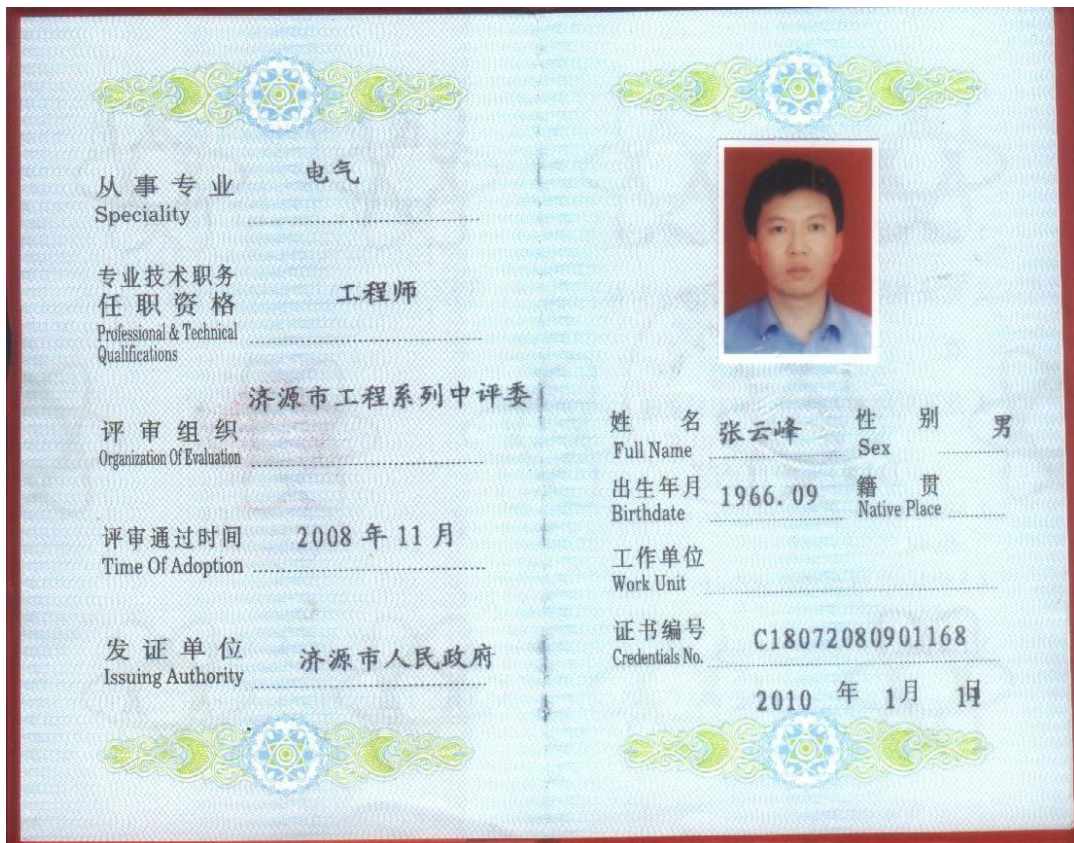 从事专业 电气
Speciality
专业技术职务
任职资格 工程师
Professional & Technical
Qualifications
济源市工程系列中评委
评审组织
Organization Of Evaluation
评审通过时间 2008 年 11 月
Time Of Adoption
发证单位 济源市人民政府
Issuing Authority
姓名 张云峰 性别 男
Full Name Sex
出生年月 1966.09 籍贯
Birthdate Native Place
工作单位
Work Unit
证书编号 C18072080901168
Credentials No.
2010 年 1月 11日